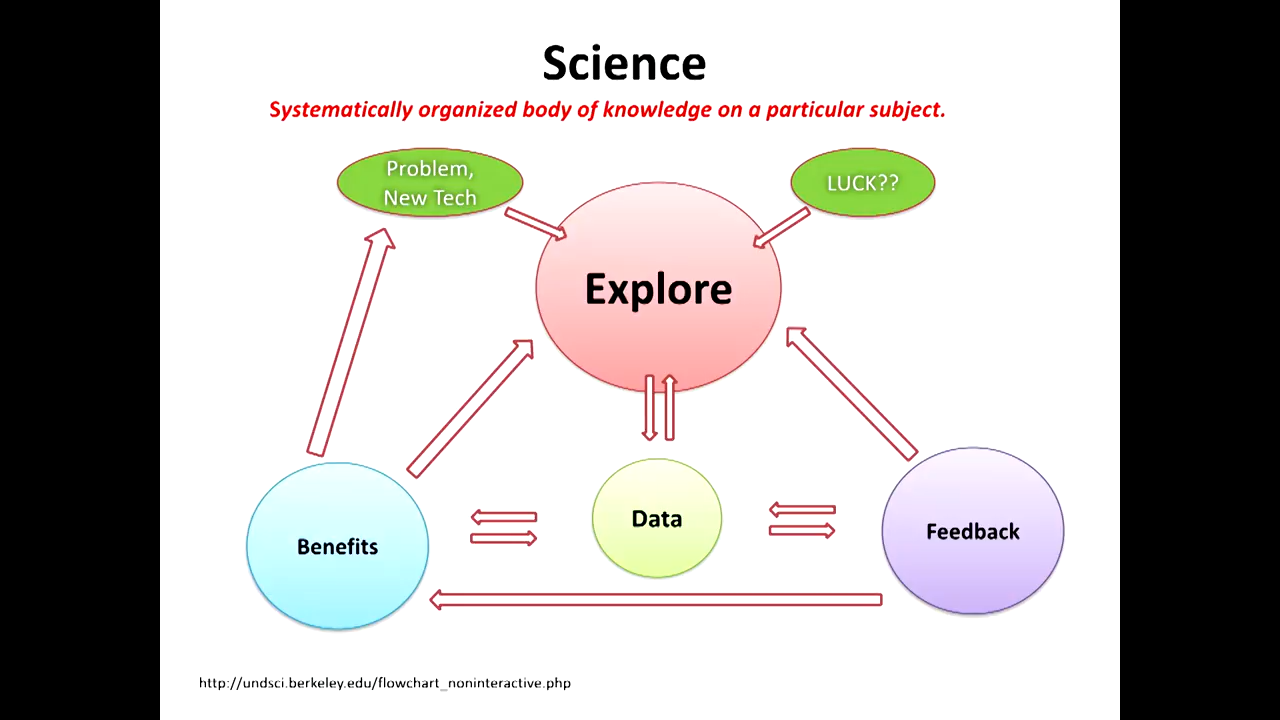 Science
Systematically organized body of knowledge on a particular subject.
Problem,
New Tech
LUCK??
Explore
Benefits
Data
Feedback
http://undsci.berkeley.edu/flowchart_noninteractive.php